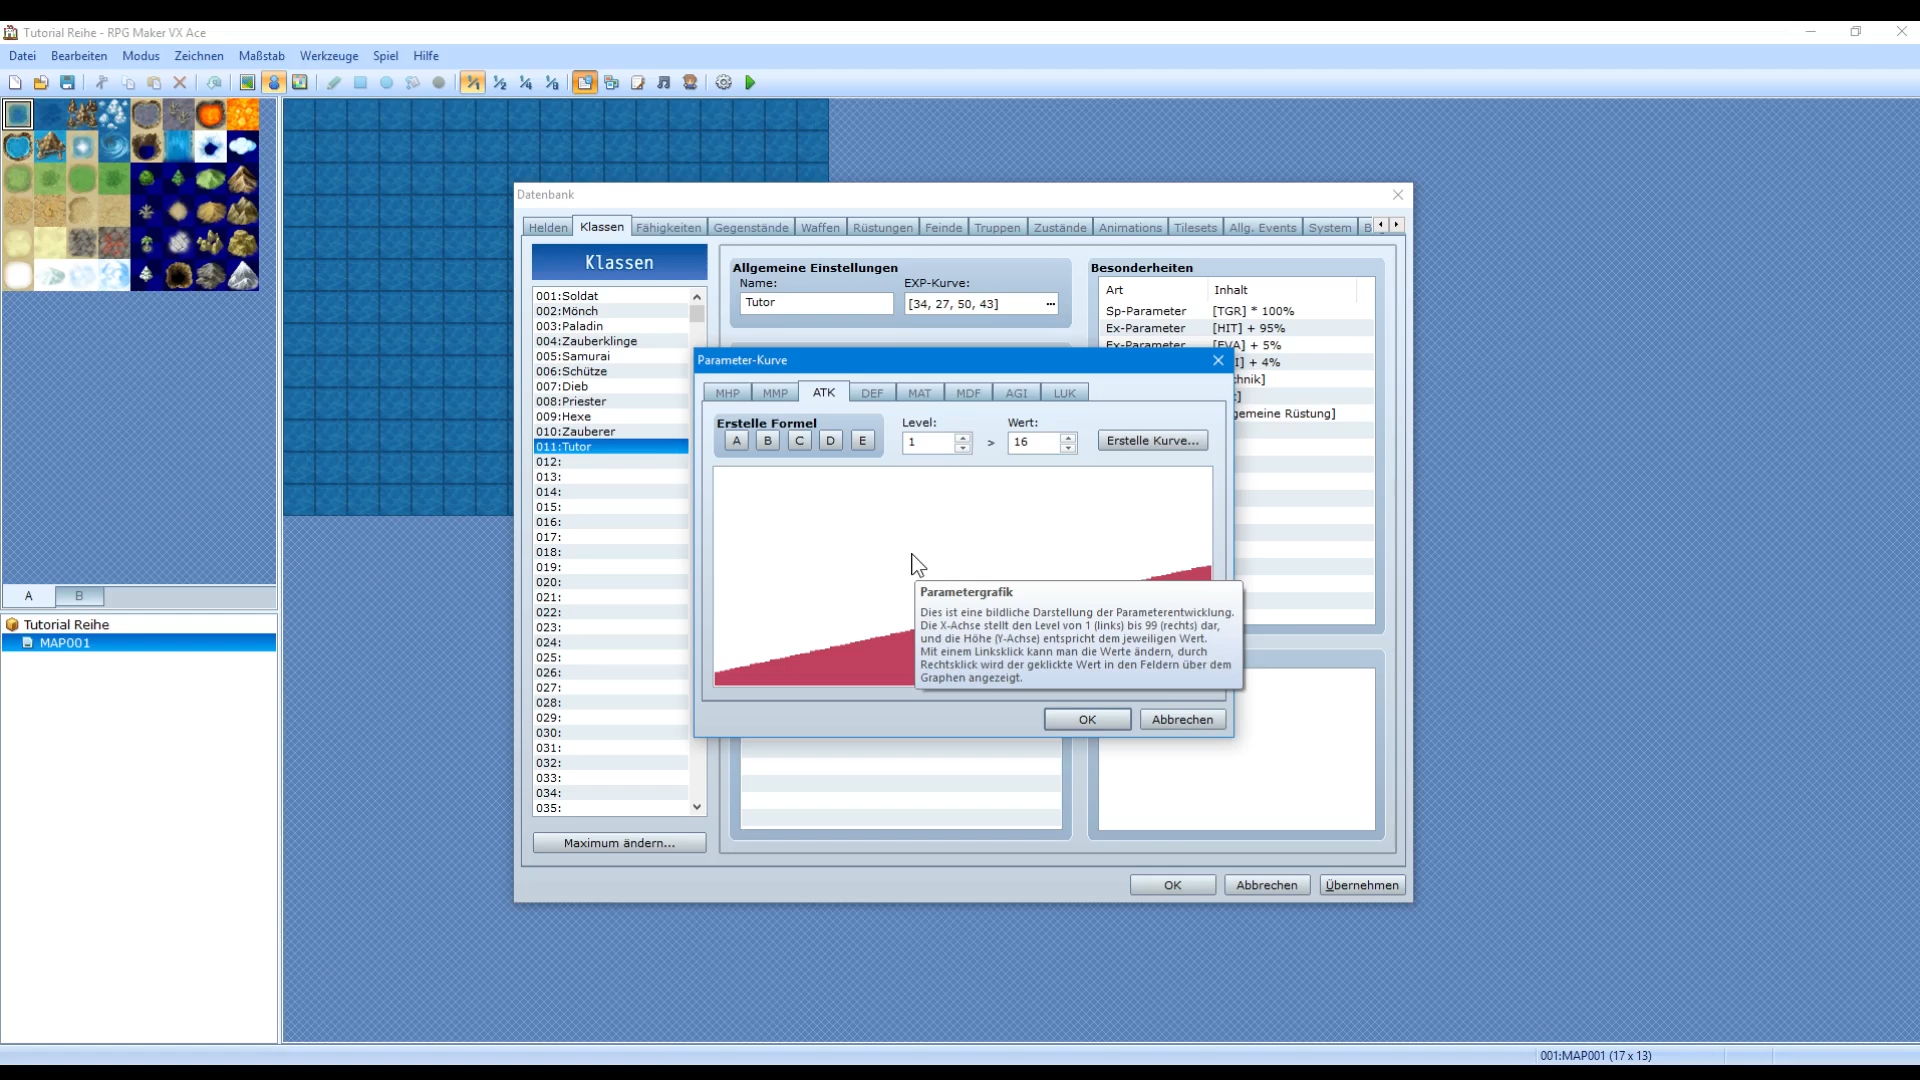 Tutorial Reihe - RPG Maker VX Ace
Datei Bearbeiten Modus Zeichnen Maßstab Werkzeuge Spiel Hilfe
Datenbank
Helden Klassen Fähigkeiten Gegenstände Waffen Rüstungen Feinde Truppen Zustände Animations Tilesets Allg. Events System
Klassen
001:Soldat
002:Mönch
003:Paladin
004:Zauberklinge
005:Samurai
006:Schütze
007:Dieb
008:Priester
009:Hexe
010:Zauberer
011:Tutor
012:
013:
014:
015:
016:
017:
018:
019:
020:
021:
022:
023:
024:
025:
026:
027:
028:
029:
030:
031:
032:
033:
034:
035:
Maximum ändern...
Allgemeine Einstellungen
Name: EXP-Kurve:
Tutor [34, 27, 50, 43] ...
Besonderheiten
Art Inhalt
Sp-Parameter [TGR] * 100%
Ex-Parameter [HIT] + 95%
Ex-Parameter [EVA] + 5%
I] + 4%
hnik]
gemeine Rüstung]
Parameter-Kurve
MHP MMP ATK DEF MAT MDF AGI LUK
Erstelle Formel Level: Wert:
A B C D E 1 > 16 Erstelle Kurve...
Parametergrafik
Dies ist eine bildliche Darstellung der Parameterentwicklung.
Die X-Achse stellt den Level von 1 (links) bis 99 (rechts) dar,
und die Höhe (Y-Achse) entspricht dem jeweiligen Wert.
Mit einem Linksklick kann man die Werte ändern, durch
Rechtsklick wird der geklickte Wert in den Feldern über dem
Graphen angezeigt.
OK Abbrechen
OK Abbrechen Übernehmen
A B
Tutorial Reihe
MAP001
001:MAP001 (17 x 13)